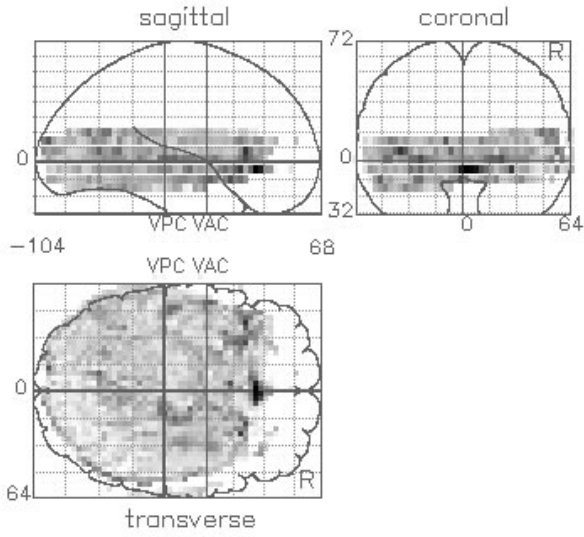 sagittal
coronal
72
R
0
0
32
VPC VAC
0
64
-104
68
VPC VAC
0
64
R
transverse